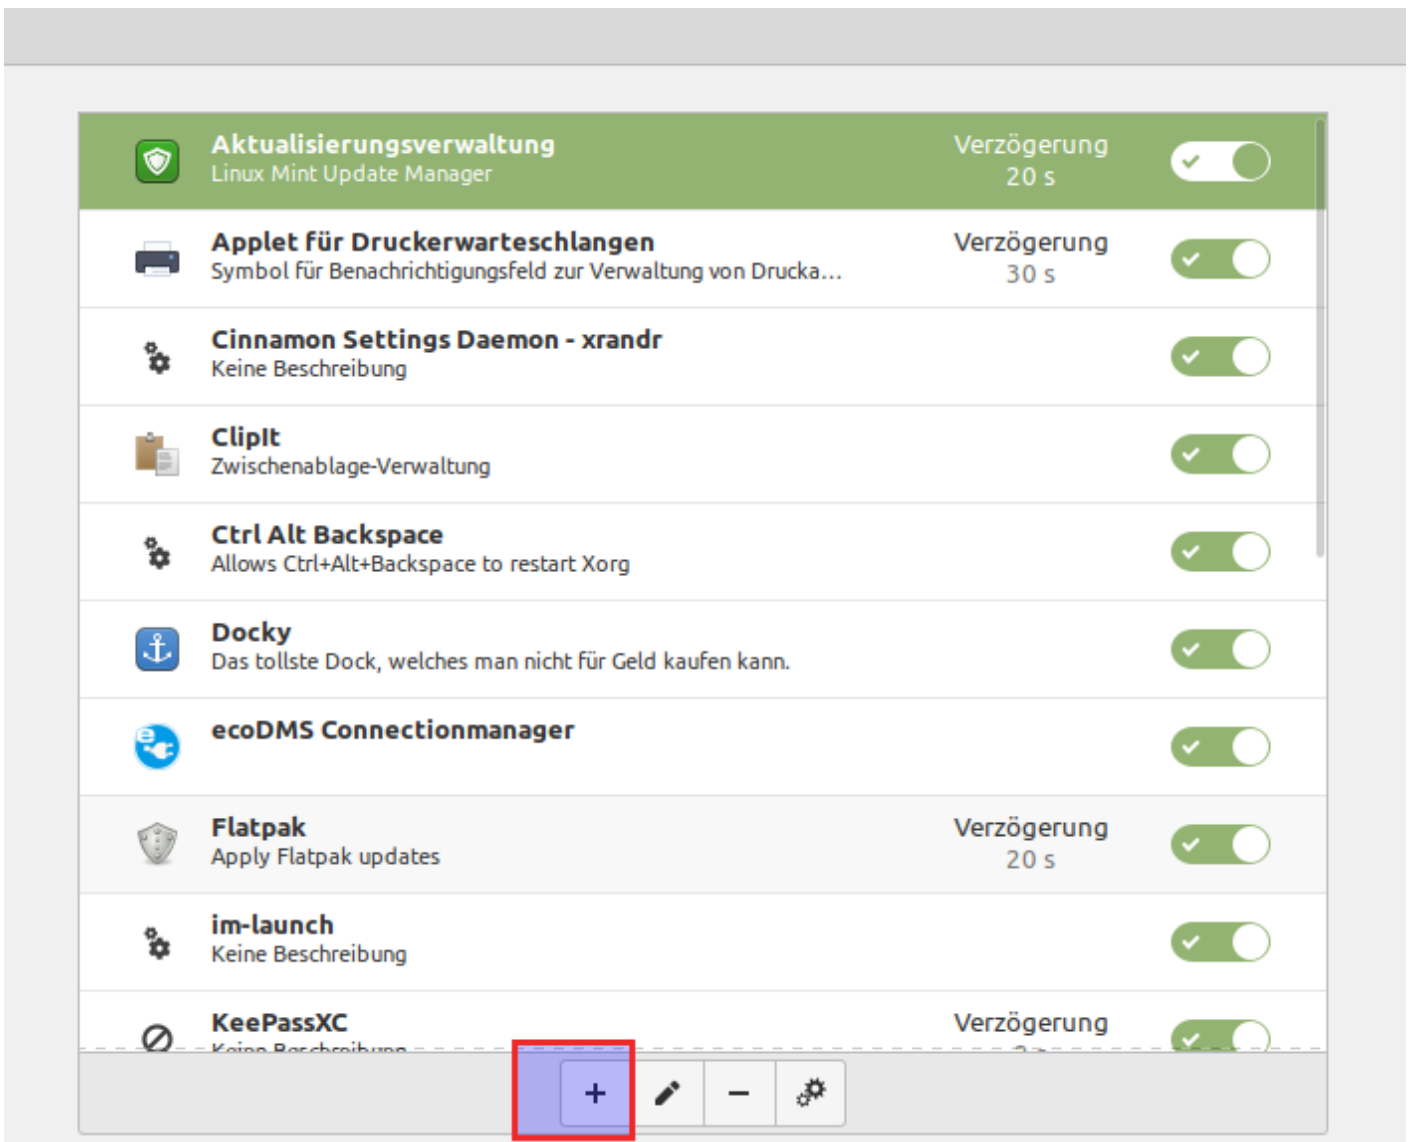 Aktualisierungsverwaltung
Linux Mint Update Manager
Verzögerung
20 s
Applet für Druckerwarteschlangen
Symbol für Benachrichtigungsfeld zur Verwaltung von Drucka...
Verzögerung
30 s
Cinnamon Settings Daemon - xrandr
Keine Beschreibung
ClipIt
Zwischenablage-Verwaltung
Ctrl Alt Backspace
Allows Ctrl+Alt+Backspace to restart Xorg
Docky
Das tollste Dock, welches man nicht für Geld kaufen kann.
ecoDMS Connectionmanager
Flatpak
Apply Flatpak updates
Verzögerung
20 s
im-launch
Keine Beschreibung
KeePassXC
Keine Beschreibung
Verzögerung